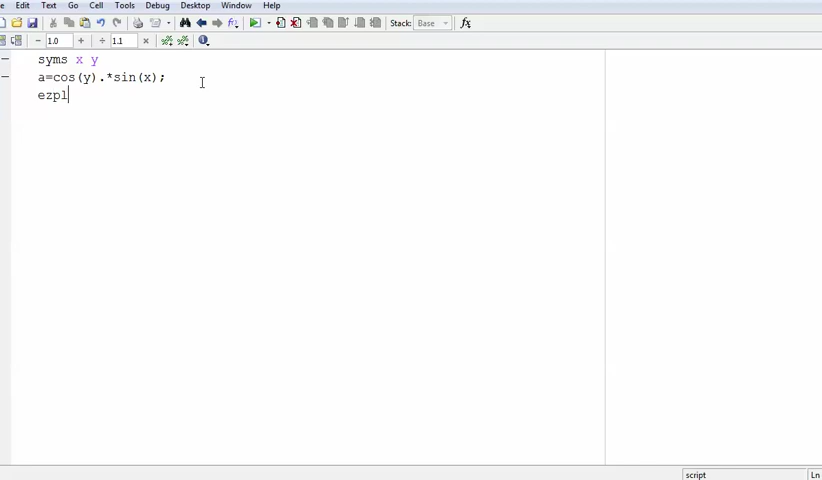 e Edit Text Go Cell Tools Debug Desktop Window Help
Stack: Base fx
− 1.0 + ÷ 1.1 ×
syms x y
a=cos(y).*sin(x);
ezpl
script Ln